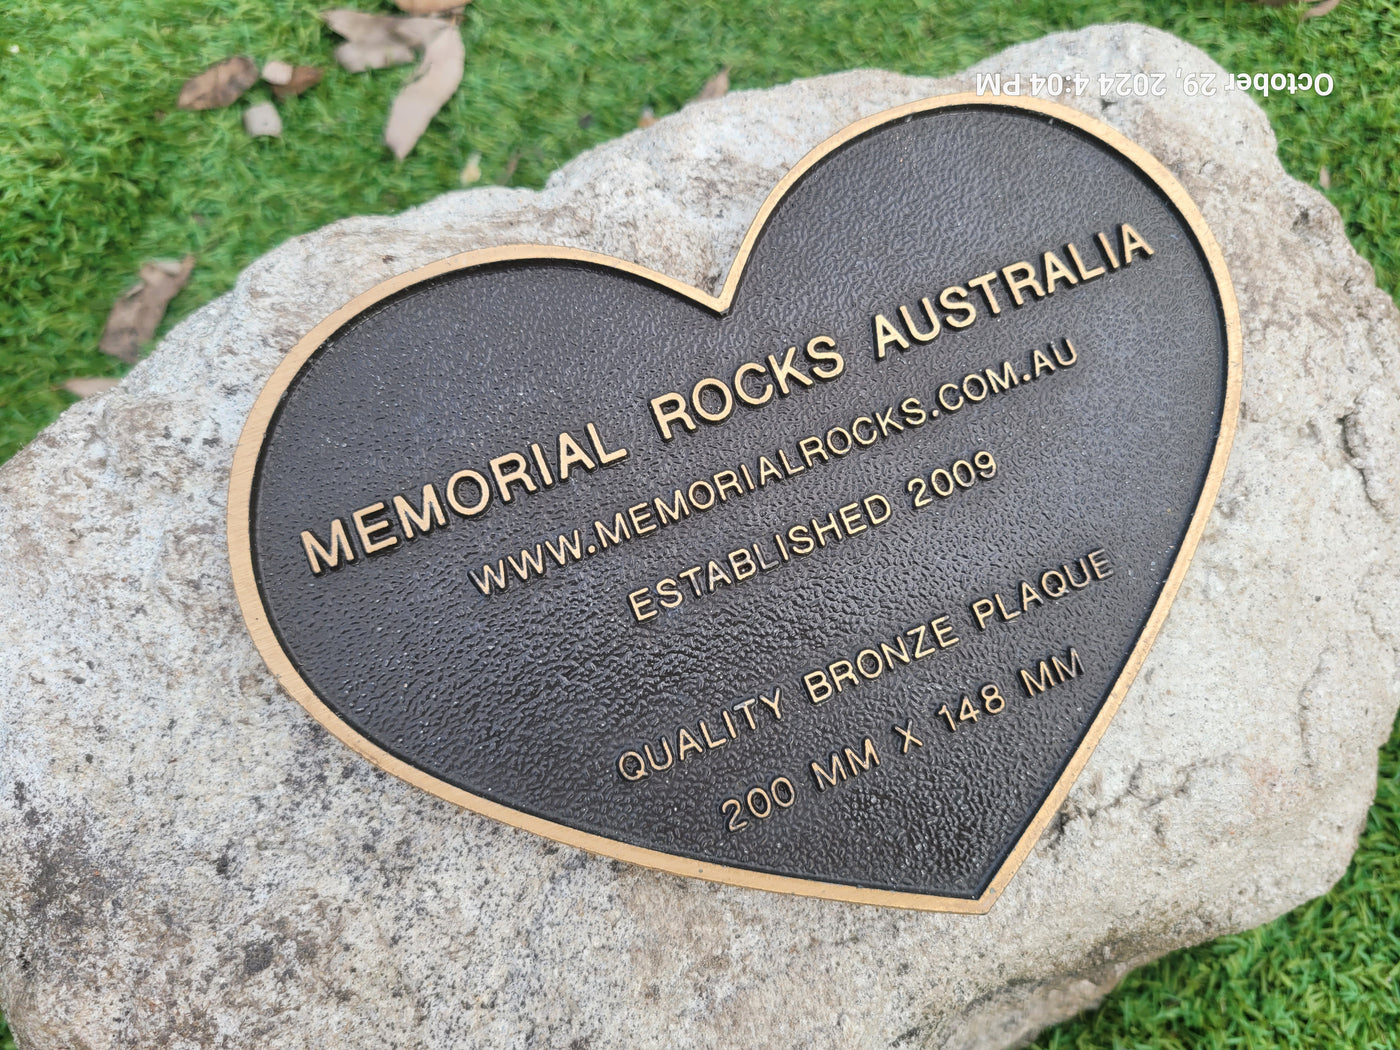 October 29, 2024 4:04 PM
MEMORIAL ROCKS AUSTRALIA
WWW.MEMORIALROCKS.COM.AU
ESTABLISHED 2009
QUALITY BRONZE PLAQUE
200 MM X 148 MM